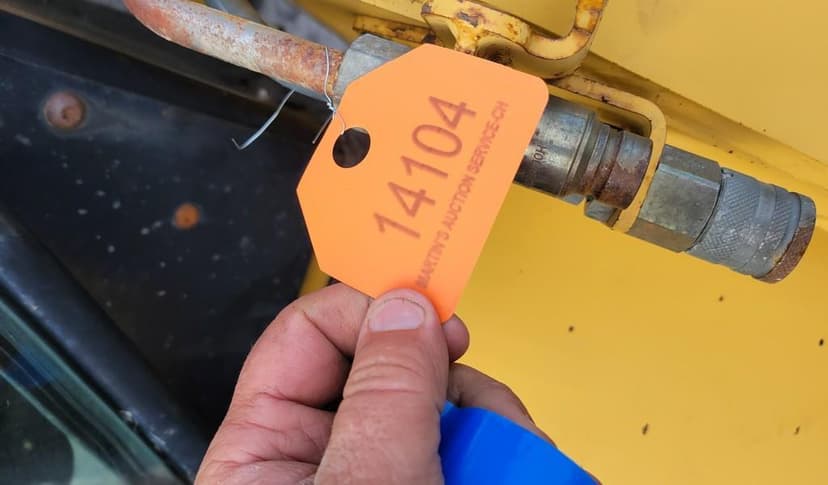 14104
MARTIN'S AUCTION SERVICE-CH